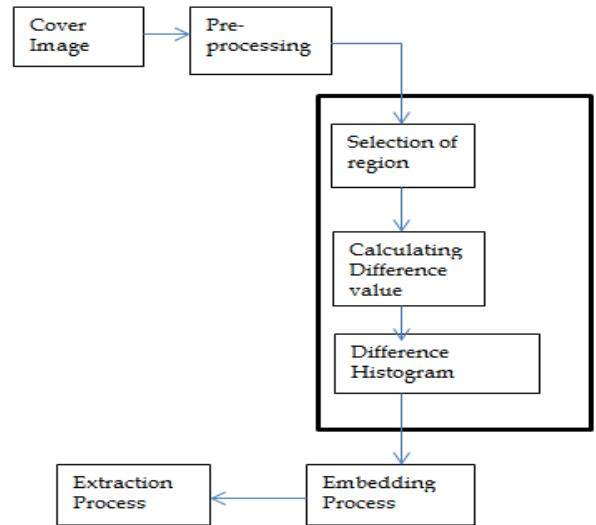 Cover
Image
Pre-
processing
Selection of
region
Calculating
Difference
value
Difference
Histogram
Extraction
Process
Embedding
Process